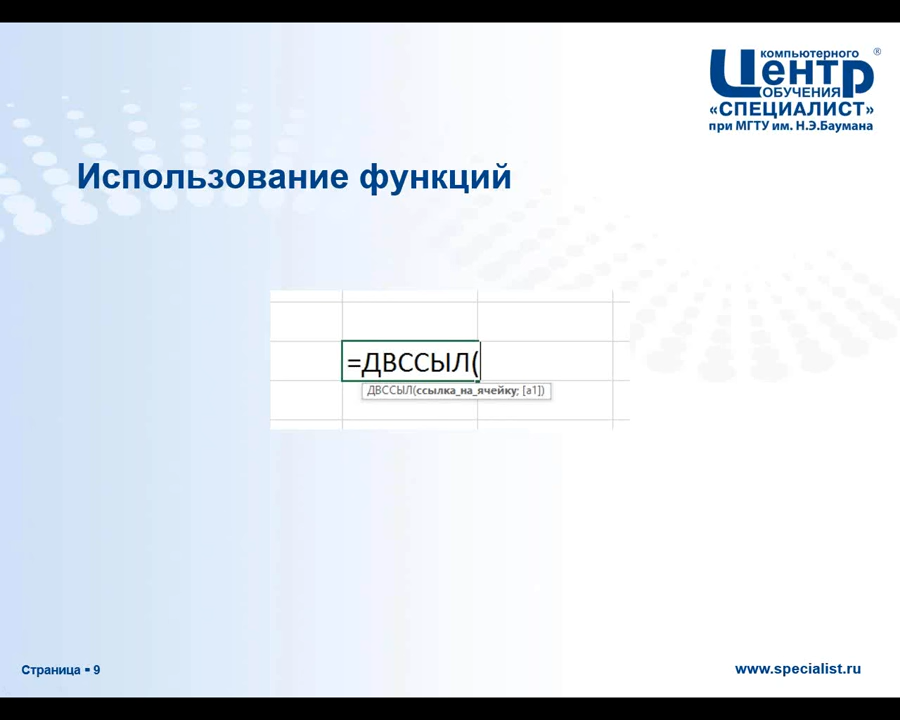 компьютерного
Центр
ОБУЧЕНИЯ
«СПЕЦИАЛИСТ»
®
при МГТУ им. Н.Э.Баумана
Использование функций
=ДВССЫЛ(
ДВССЫЛ(ссылка_на_ячейку; [a1])
Страница ▪ 9
www.specialist.ru